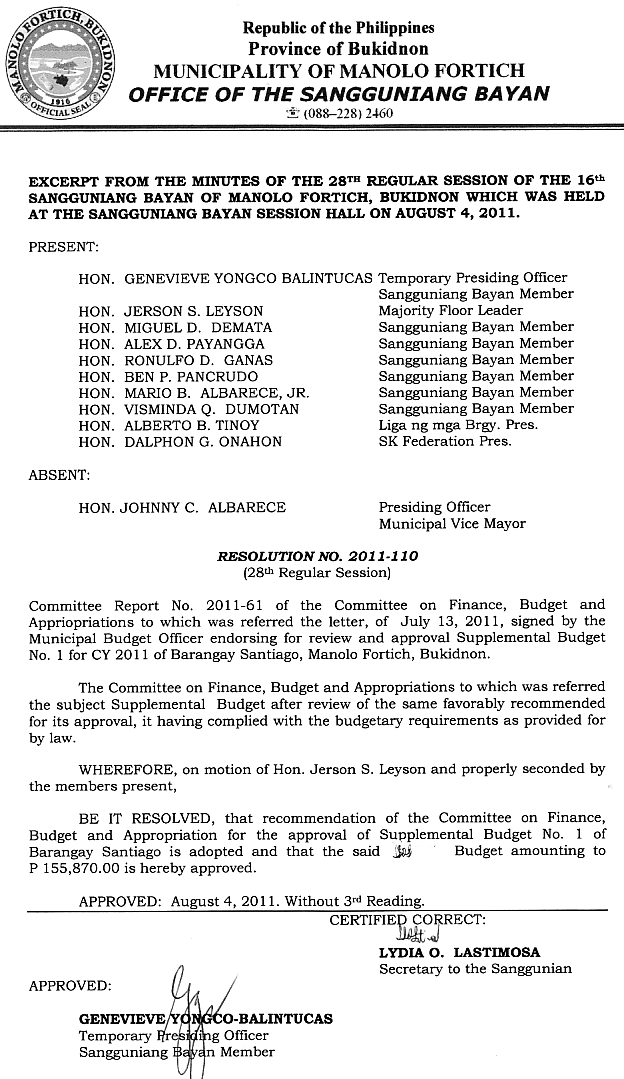 MANOLO FORTICH, BUKIDNON
1916
OFFICIAL SEAL
Republic of the Philippines
Province of Bukidnon
MUNICIPALITY OF MANOLO FORTICH
OFFICE OF THE SANGGUNIANG BAYAN
☏ (088-228) 2460
EXCERPT FROM THE MINUTES OF THE 28TH REGULAR SESSION OF THE 16th
SANGGUNIANG BAYAN OF MANOLO FORTICH, BUKIDNON WHICH WAS HELD
AT THE SANGGUNIANG BAYAN SESSION HALL ON AUGUST 4, 2011.
PRESENT:
HON. GENEVIEVE YONGCO BALINTUCAS Temporary Presiding Officer
Sangguniang Bayan Member
HON. JERSON S. LEYSON Majority Floor Leader
HON. MIGUEL D. DEMATA Sangguniang Bayan Member
HON. ALEX D. PAYANGGA Sangguniang Bayan Member
HON. RONULFO D. GANAS Sangguniang Bayan Member
HON. BEN P. PANCRUDO Sangguniang Bayan Member
HON. MARIO B. ALBARECE, JR. Sangguniang Bayan Member
HON. VISMINDA Q. DUMOTAN Sangguniang Bayan Member
HON. ALBERTO B. TINOY Liga ng mga Brgy. Pres.
HON. DALPHON G. ONAHON SK Federation Pres.
ABSENT:
HON. JOHNNY C. ALBARECE Presiding Officer
Municipal Vice Mayor
RESOLUTION NO. 2011-110
(28th Regular Session)
Committee Report No. 2011-61 of the Committee on Finance, Budget and
Appriopriations to which was referred the letter, of July 13, 2011, signed by the
Municipal Budget Officer endorsing for review and approval Supplemental Budget
No. 1 for CY 2011 of Barangay Santiago, Manolo Fortich, Bukidnon.
The Committee on Finance, Budget and Appropriations to which was referred
the subject Supplemental Budget after review of the same favorably recommended
for its approval, it having complied with the budgetary requirements as provided for
by law.
WHEREFORE, on motion of Hon. Jerson S. Leyson and properly seconded by
the members present,
BE IT RESOLVED, that recommendation of the Committee on Finance,
Budget and Appropriation for the approval of Supplemental Budget No. 1 of
Barangay Santiago is adopted and that the said Budget amounting to
P 155,870.00 is hereby approved.
APPROVED: August 4, 2011. Without 3rd Reading.
CERTIFIED CORRECT:
LYDIA O. LASTIMOSA
Secretary to the Sanggunian
APPROVED:
GENEVIEVE YONGCO-BALINTUCAS
Temporary Presiding Officer
Sangguniang Bayan Member